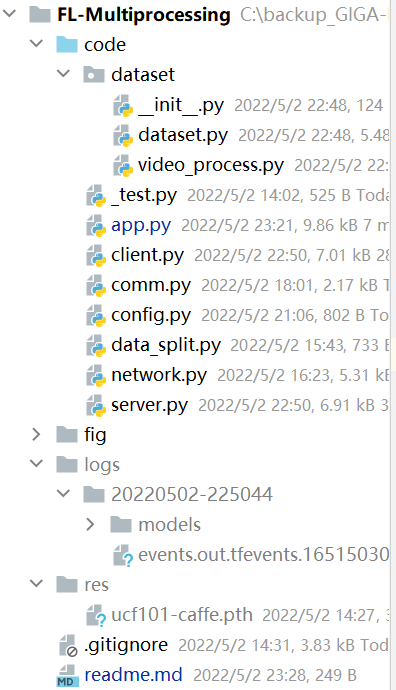 FL-Multiprocessing C:\backup_GIGA-
code
dataset
__init__.py 2022/5/2 22:48, 124
dataset.py 2022/5/2 22:48, 5.48
video_process.py 2022/5/2 22:
_test.py 2022/5/2 14:02, 525 B Toda
app.py 2022/5/2 23:21, 9.86 kB 7 m
client.py 2022/5/2 22:50, 7.01 kB 28
comm.py 2022/5/2 18:01, 2.17 kB T
config.py 2022/5/2 21:06, 802 B To
data_split.py 2022/5/2 15:43, 733 B
network.py 2022/5/2 16:23, 5.31 k
server.py 2022/5/2 22:50, 6.91 kB 3
fig
logs
20220502-225044
models
events.out.tfevents.16515030
res
ucf101-caffe.pth 2022/5/2 14:27, 3
.gitignore 2022/5/2 14:31, 3.83 kB Tod
MD readme.md 2022/5/2 23:28, 249 B